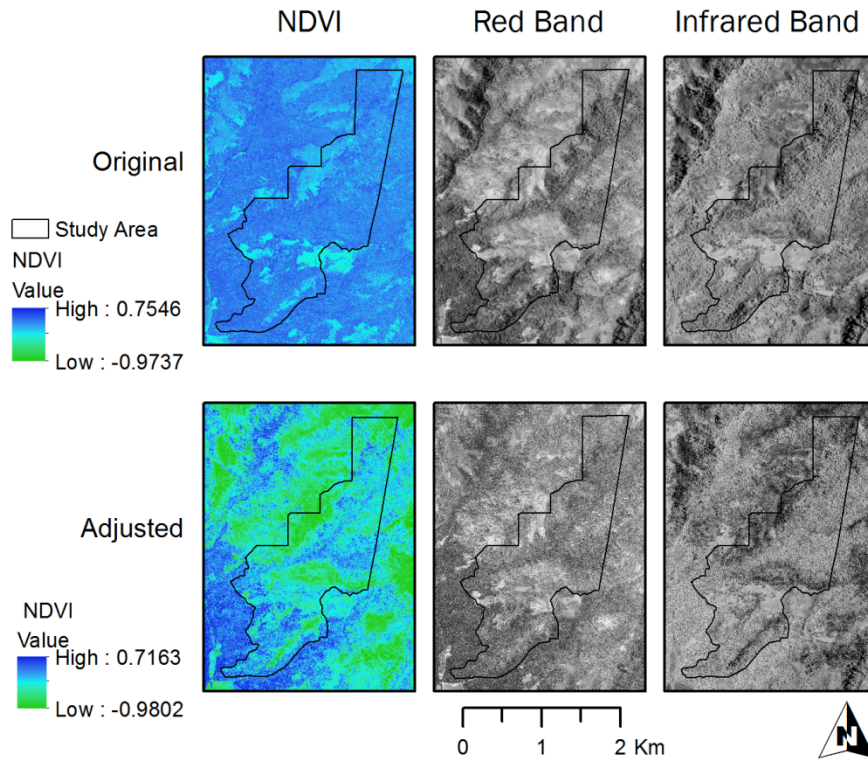 NDVI
Red Band
Infrared Band
Original
Study Area
NDVI
Value
High : 0.7546
Low : -0.9737
Adjusted
NDVI
Value
High : 0.7163
Low : -0.9802
0 1 2 Km
N